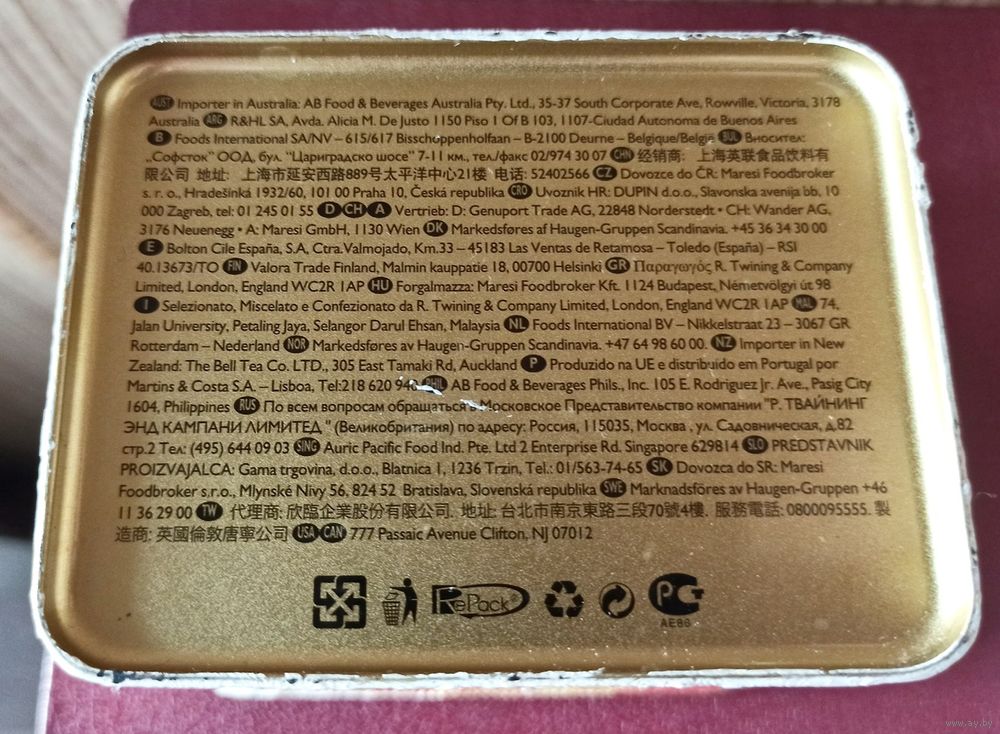 AUS Importer in Australia: AB Food & Beverages Australia Pty. Ltd., 35-37 South Corporate Ave, Rowville, Victoria, 3178
Australia ARG R&HL SA, Avda. Alicia M. De Justo 1150 Piso 1 Of B 103, 1107-Ciudad Autonoma de Buenos Aires
B Foods International SA/NV – 615/617 Bisschoppenholfaan – B-2100 Deurne – Belgique/België BUL Вносител:
„Софсток" ООД, бул. "Цариградско шосе" 7-11 км., тел./факс 02/974 30 07 CHN 经销商: 上海英联食品饮料有
限公司 地址: 上海市延安西路889号太平洋中心21楼 电话: 52402566 CZ Dovozce do ČR: Maresi Foodbroker
s. r. o., Hradešinká 1932/60, 101 00 Praha 10, Česká republika CRO Uvoznik HR: DUPIN d.o.o., Slavonska avenija bb, 10
000 Zagreb, tel: 01 245 01 55 D CH A Vertrieb: D: Genuport Trade AG, 22848 Norderstedt • CH: Wander AG,
3176 Neuenegg • A: Maresi GmbH, 1130 Wien DK Markedsføres af Haugen-Gruppen Scandinavia. +45 36 34 30 00
E Bolton Cile España, S.A. Ctra.Valmojado, Km.33 – 45183 Las Ventas de Retamosa – Toledo (España) – RSI
40.13673/TO FIN Valora Trade Finland, Malmin kauppatie 18, 00700 Helsinki GR Παραγωγός R. Twining & Company
Limited, London, England WC2R 1AP HU Forgalmazza: Maresi Foodbroker Kft. 1124 Budapest, Németvölgyi út 98
I Selezionato, Miscelato e Confezionato da R. Twining & Company Limited, London, England WC2R 1AP MAL 74,
Jalan University, Petaling Jaya, Selangor Darul Ehsan, Malaysia NL Foods International BV – Nikkelstraat 23 – 3067 GR
Rotterdam – Nederland NOR Markedsføres av Haugen-Gruppen Scandinavia. +47 64 98 60 00. NZ Importer in New
Zealand: The Bell Tea Co. LTD., 305 East Tamaki Rd, Auckland P Produzido na UE e distribuido em Portugal por
Martins & Costa S.A. – Lisboa, Tel:218 620 940 PHIL AB Food & Beverages Phils., Inc. 105 E. Rodriguez Jr. Ave., Pasig City
1604, Philippines RUS По всем вопросам обращаться в Московское Представительство компании "Р. ТВАЙНИНГ
ЭНД КАМПАНИ ЛИМИТЕД " (Великобритания) по адресу: Россия, 115035, Москва , ул. Садовническая, д.82
стр.2 Тел: (495) 644 09 03 SING Auric Pacific Food Ind. Pte. Ltd 2 Enterprise Rd. Singapore 629814 SLO PREDSTAVNIK
PROIZVAJALCA: Gama trgovina, d.o.o., Blatnica 1, 1236 Trzin, Tel.: 01/563-74-65 SK Dovozca do SR: Maresi
Foodbroker s.r.o., Mlynské Nivy 56, 824 52 Bratislava, Slovenská republika SWE Marknadsföres av Haugen-Gruppen +46
11 36 29 00 TW 代理商: 欣臨企業股份有限公司. 地址: 台北市南京東路三段70號4樓. 服務電話: 0800095555. 製
造商: 英國倫敦唐寧公司 USA CAN 777 Passaic Avenue Clifton, NJ 07012
RePack
PCT
AE86
www.ay.by